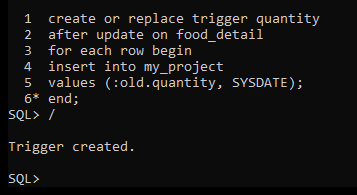 1 create or replace trigger quantity
2 after update on food_detail
3 for each row begin
4 insert into my_project
5 values (:old.quantity, SYSDATE);
6* end;
SQL> /
Trigger created.
SQL>